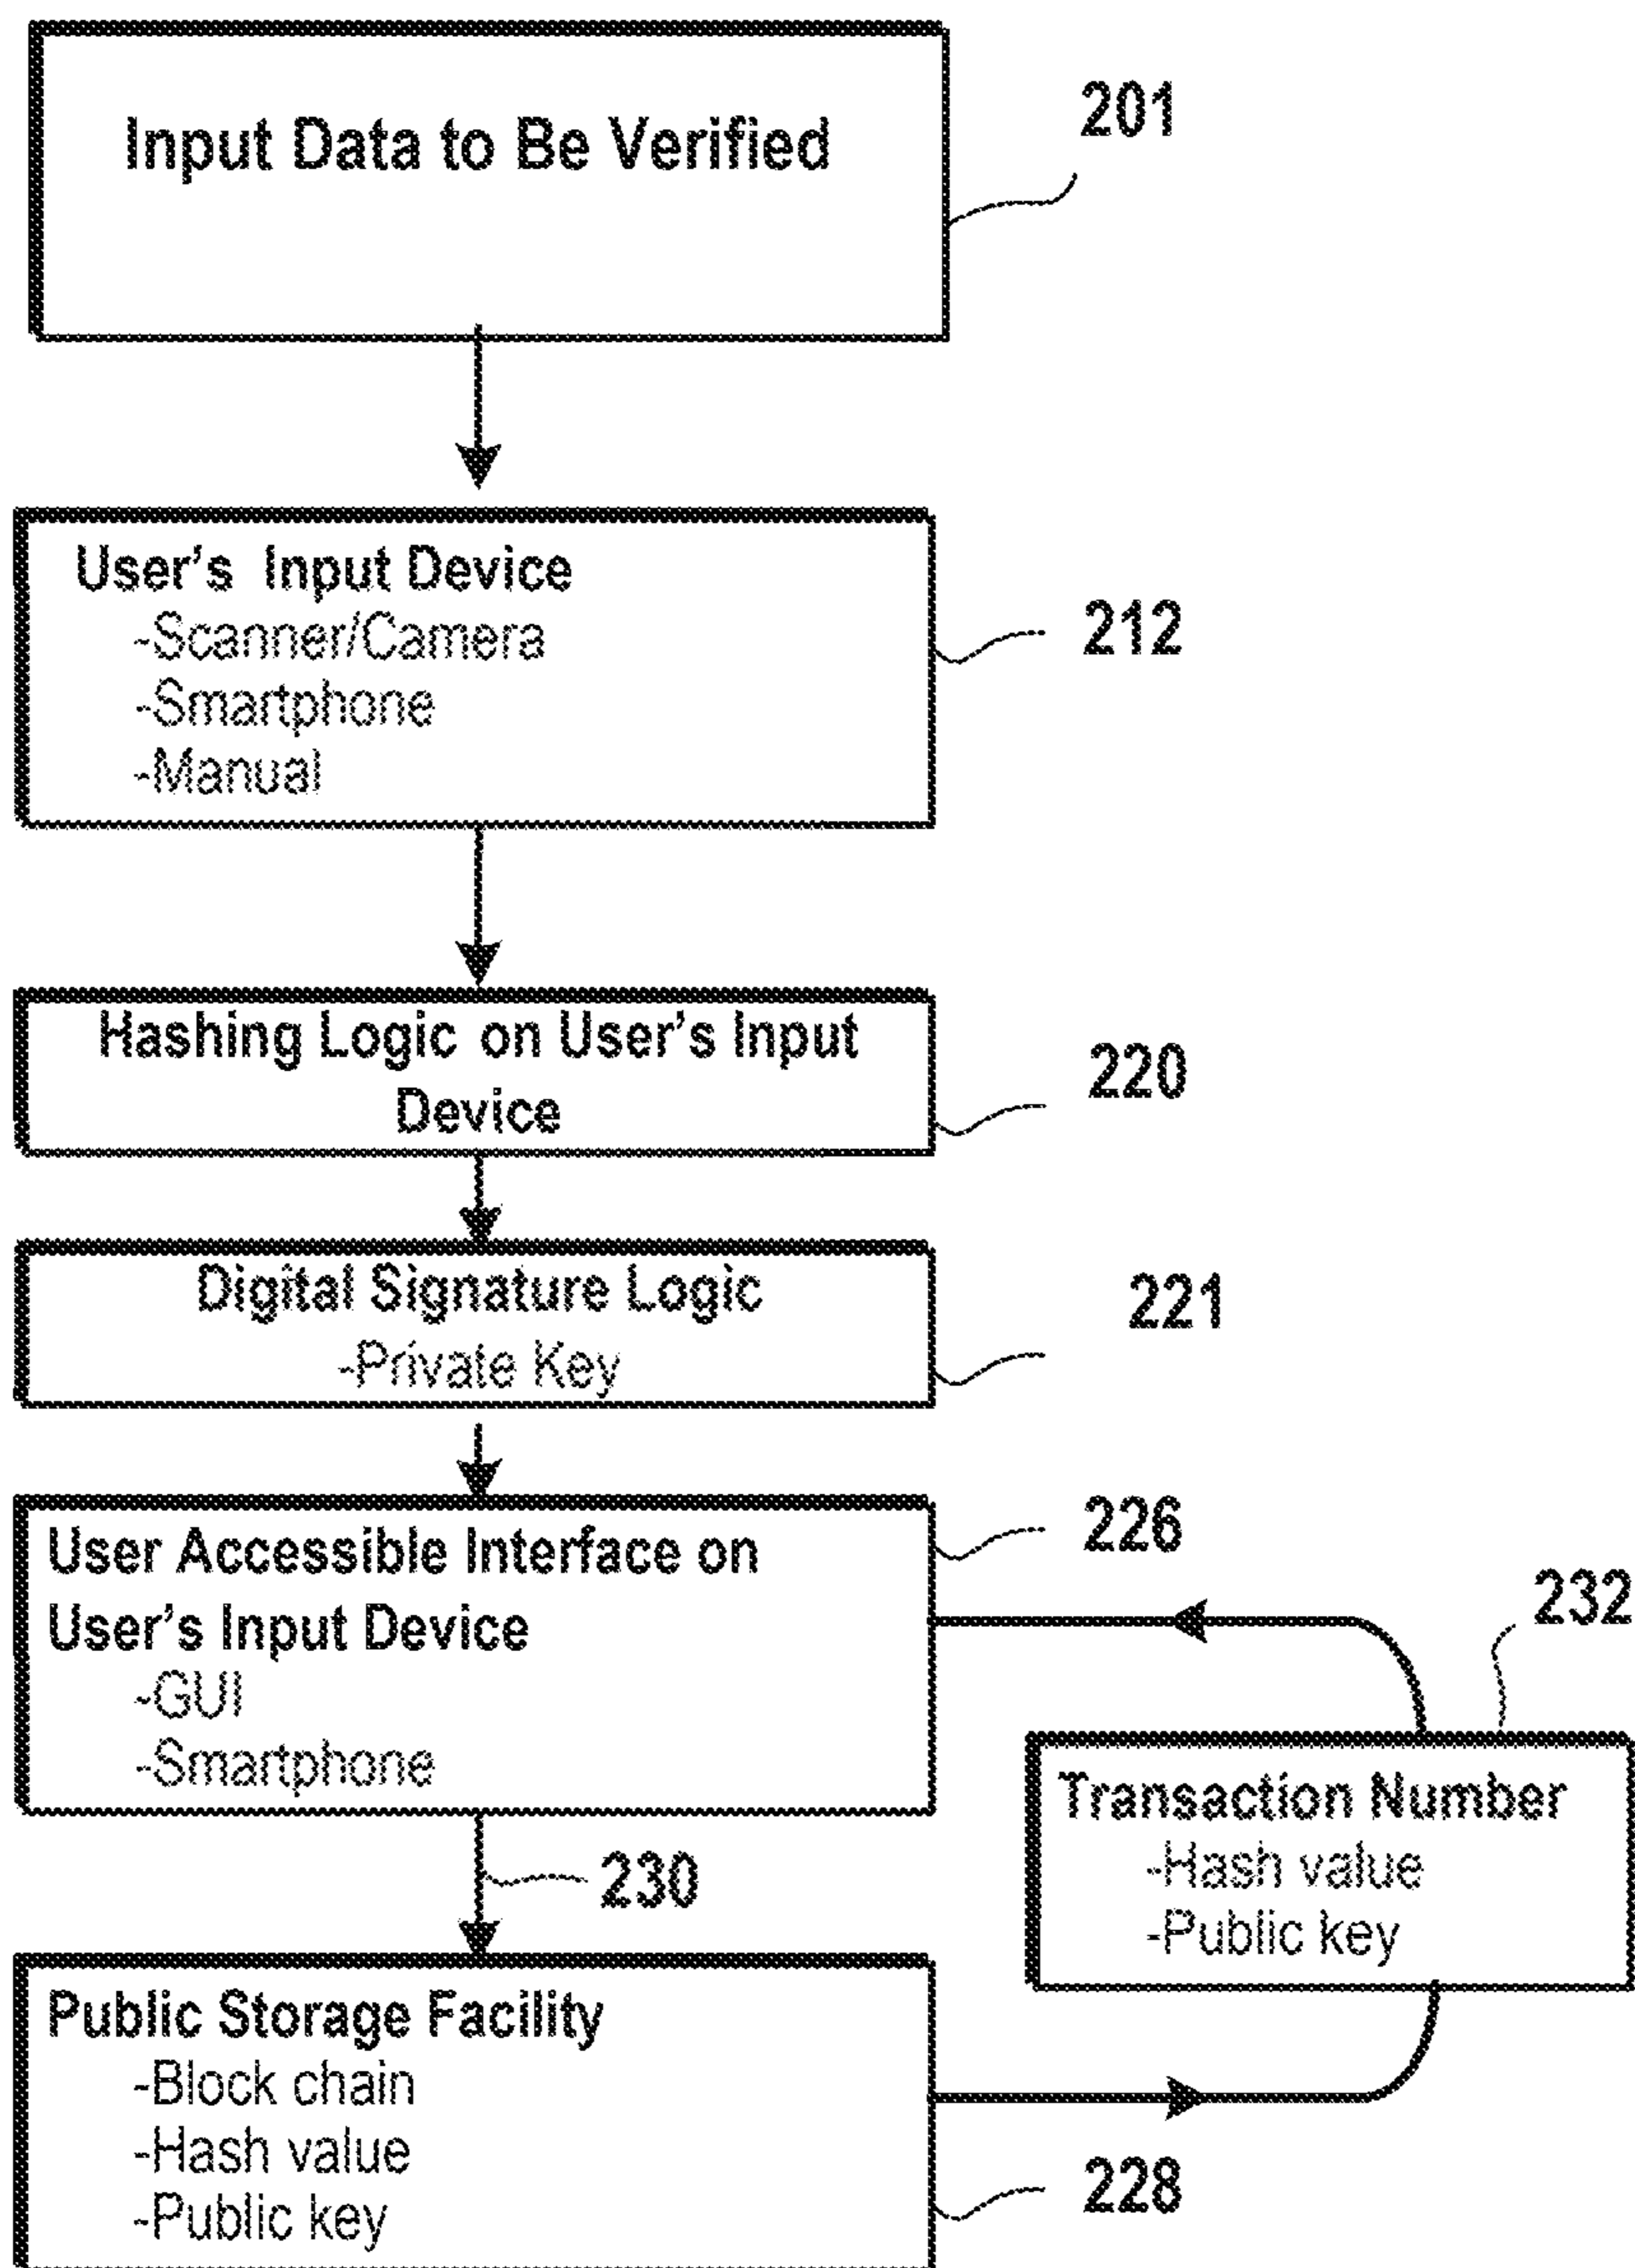 Input Data to Be Verified
201
User's Input Device
-Scanner/Camera
-Smartphone
-Manual
212
Hashing Logic on User's Input
Device
220
Digital Signature Logic
-Private Key
221
User Accessible Interface on
User's Input Device
-GUI
-Smartphone
226
232
Transaction Number
-Hash value
-Public key
230
Public Storage Facility
-Block chain
-Hash value
-Public key
228